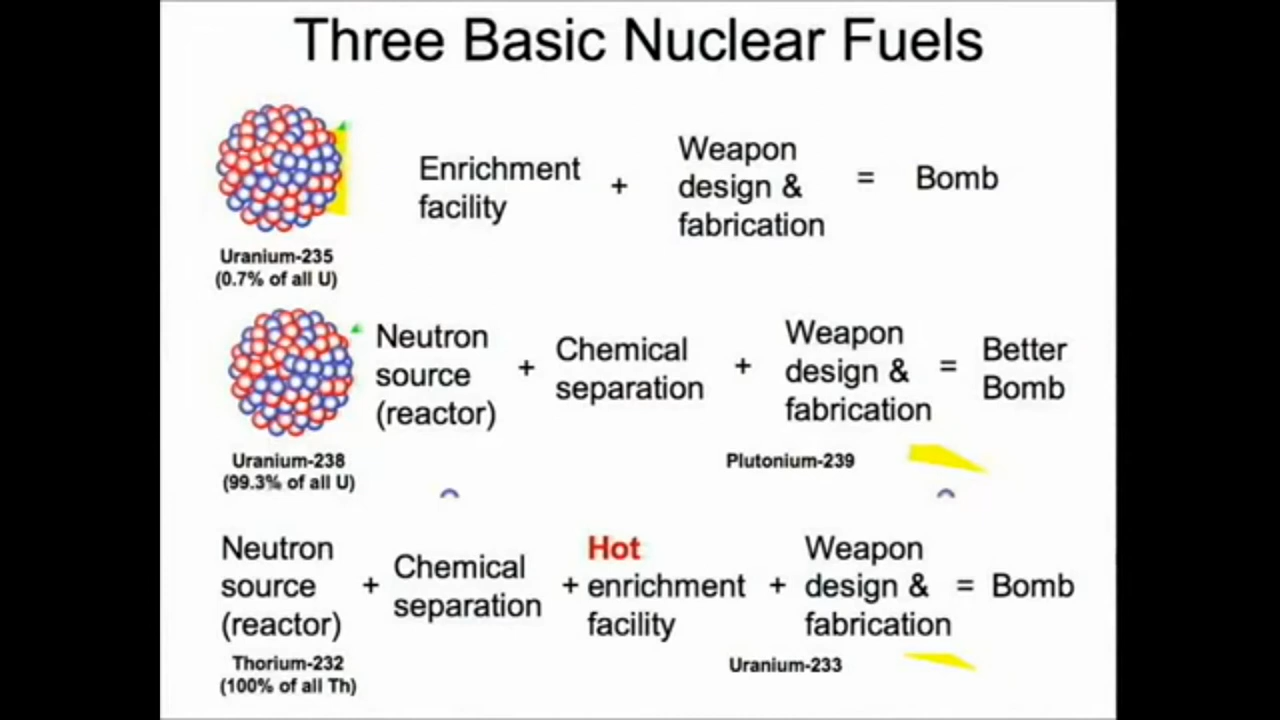 Three Basic Nuclear Fuels
Enrichment
facility
+
Weapon
design &
fabrication
=
Bomb
Uranium-235
(0.7% of all U)
Neutron
source
(reactor)
+
Chemical
separation
+
Weapon
design &
fabrication
=
Better
Bomb
Uranium-238
(99.3% of all U)
Plutonium-239
Neutron
source
(reactor)
+
Chemical
separation
+
Hot
enrichment
facility
+
Weapon
design &
fabrication
=
Bomb
Thorium-232
(100% of all Th)
Uranium-233